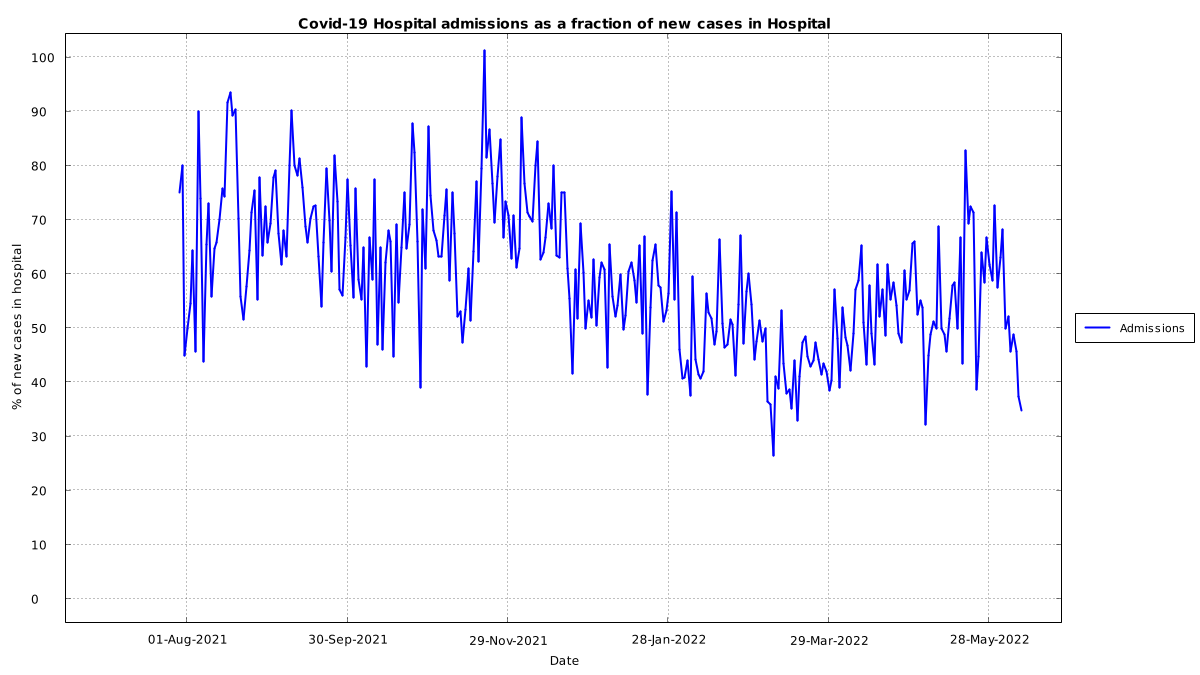 Covid-19 Hospital admissions as a fraction of new cases in Hospital
100
90
80
70
60
50
40
30
20
10
0
% of new cases in hospital
01-Aug-2021 30-Sep-2021 29-Nov-2021 28-Jan-2022 29-Mar-2022 28-May-2022
Date
Admissions